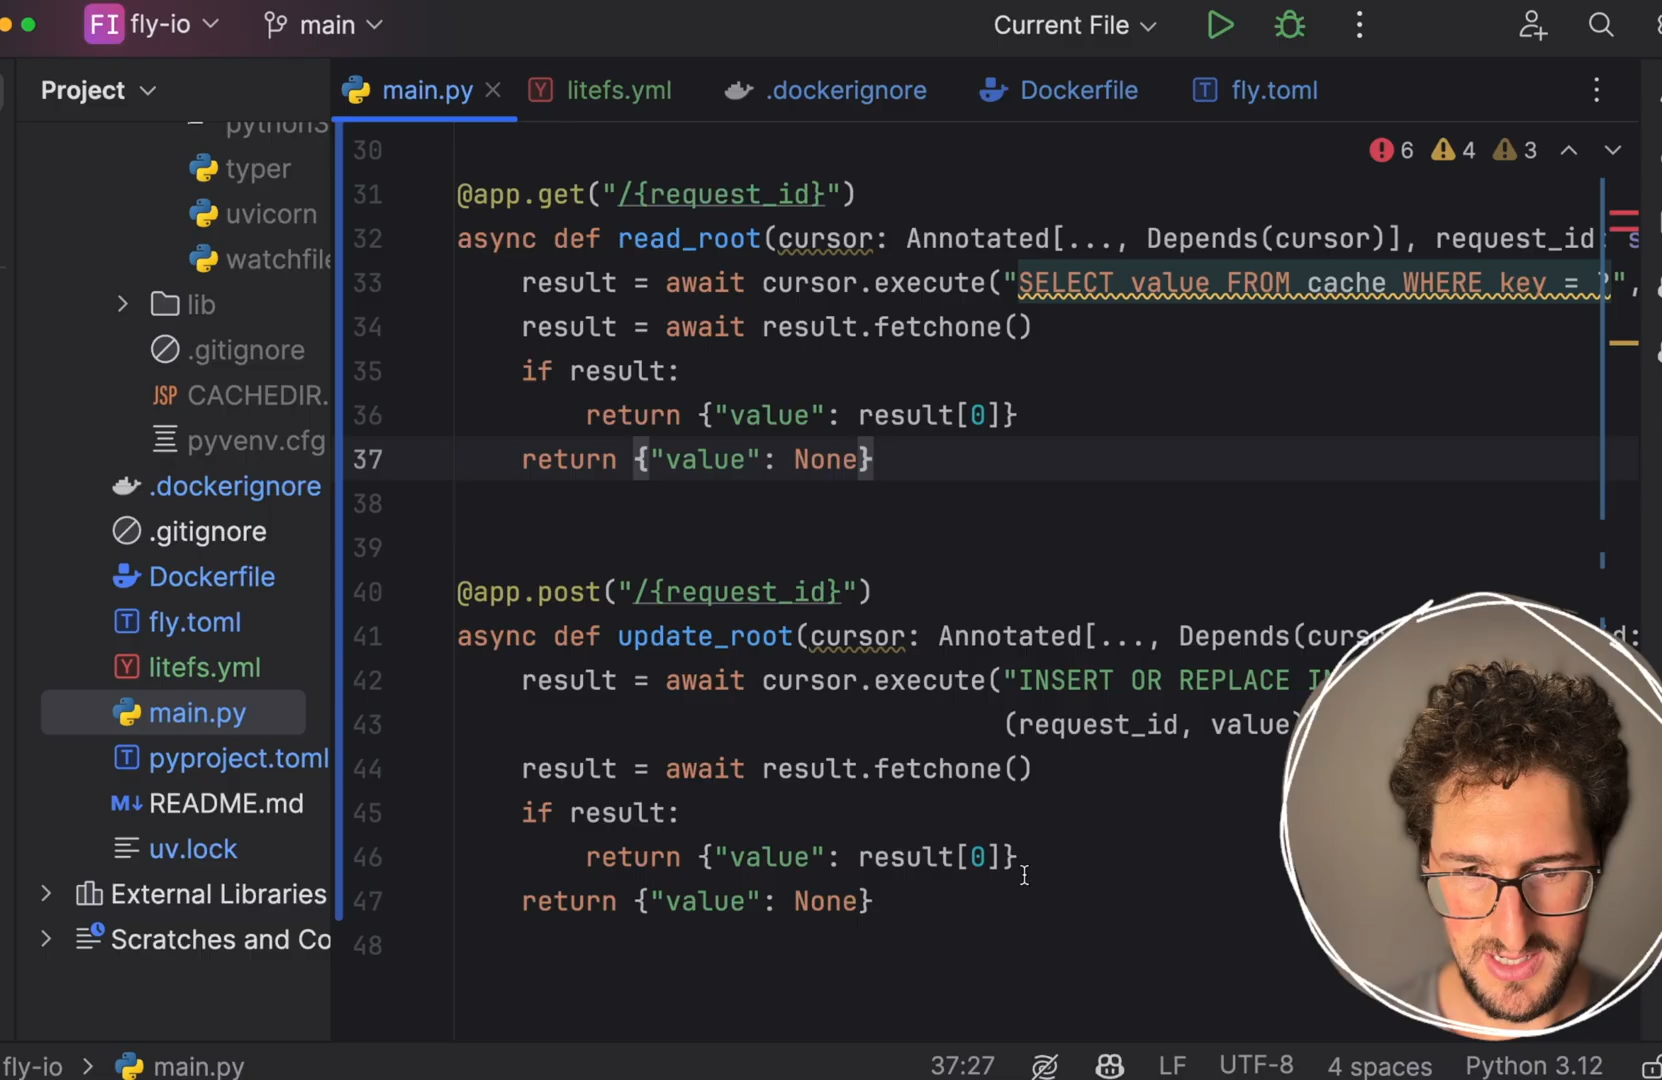 FI fly-io main Current File
Project main.py litefs.yml .dockerignore Dockerfile fly.toml
typer
uvicorn
lib
.gitignore
CACHEDIR.
pyvenv.cfg
.dockerignore
.gitignore
Dockerfile
fly.toml
litefs.yml
main.py
pyproject.toml
README.md
uv.lock
External Libraries
Scratches and Co
6 4 3
30
31 @app.get("/{request_id}")
32 async def read_root(cursor: Annotated[..., Depends(cursor)], request_id: s
33 result = await cursor.execute("SELECT value FROM cache WHERE key = ?",
34 result = await result.fetchone()
35 if result:
36 return {"value": result[0]}
37 return {"value": None}
38
39
40 @app.post("/{request_id}")
41 async def update_root(cursor: Annotated[..., Depends(curs d:
42 result = await cursor.execute("INSERT OR REPLACE IN
43 (request_id, value)
44 result = await result.fetchone()
45 if result:
46 return {"value": result[0]}
47 return {"value": None}
48
fly-io > main.py 37:27 LF UTF-8 4 spaces Python 3.12